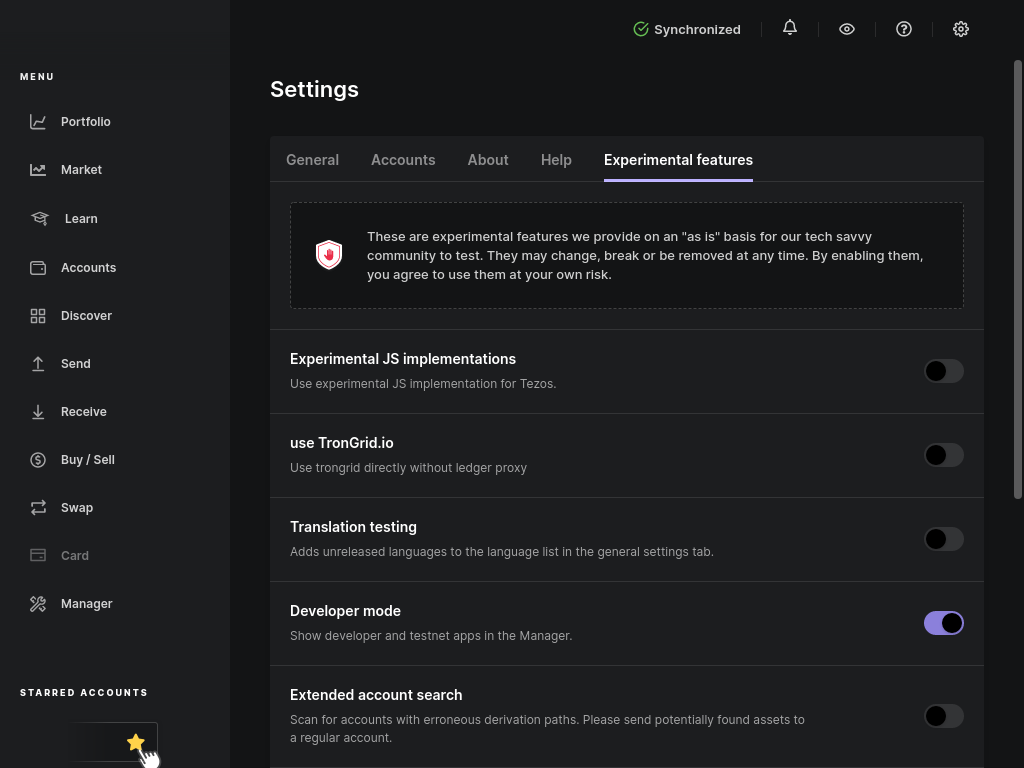 Synchronized
MENU
Portfolio
Market
Learn
Accounts
Discover
Send
Receive
Buy / Sell
Swap
Card
Manager
STARRED ACCOUNTS
Settings
General Accounts About Help Experimental features
These are experimental features we provide on an "as is" basis for our tech savvy
community to test. They may change, break or be removed at any time. By enabling them,
you agree to use them at your own risk.
Experimental JS implementations
Use experimental JS implementation for Tezos.
use TronGrid.io
Use trongrid directly without ledger proxy
Translation testing
Adds unreleased languages to the language list in the general settings tab.
Developer mode
Show developer and testnet apps in the Manager.
Extended account search
Scan for accounts with erroneous derivation paths. Please send potentially found assets to
a regular account.